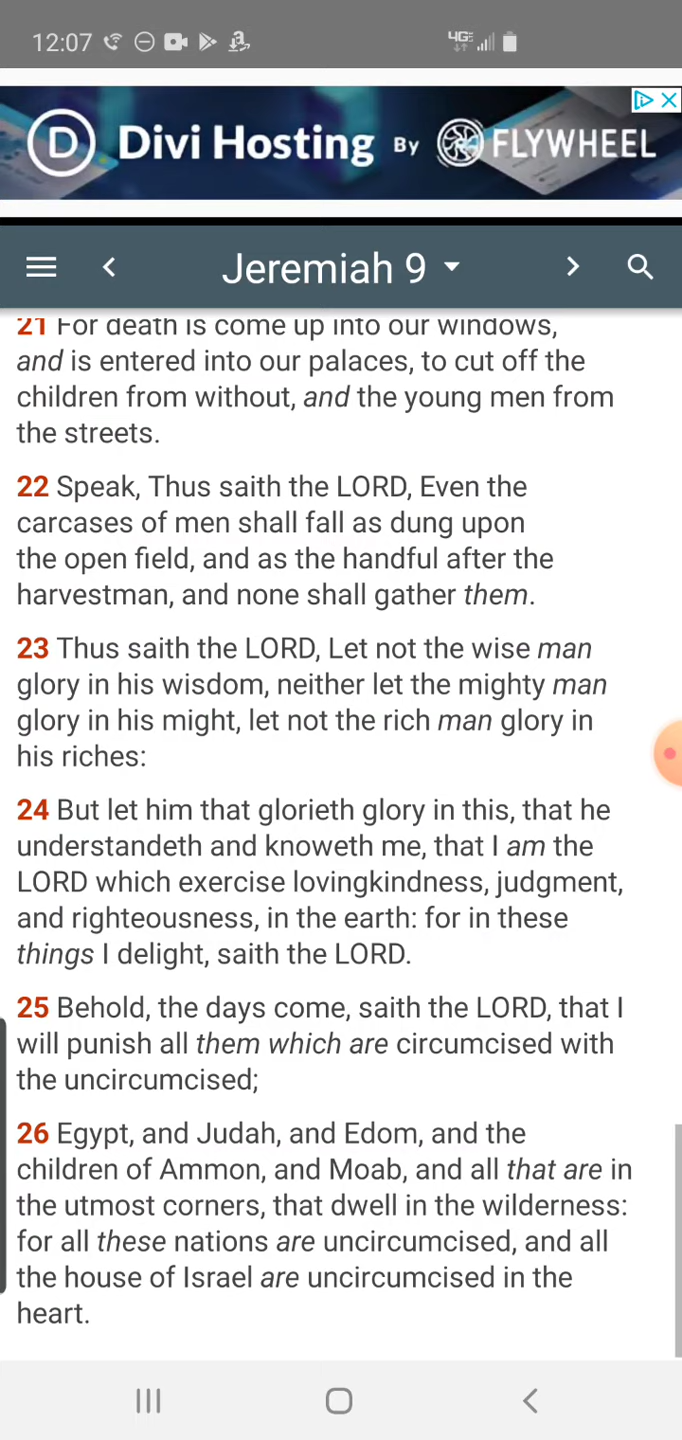 12:07
4GE
D Divi Hosting By FLYWHEEL
Jeremiah 9
21 For death is come up into our windows,
and is entered into our palaces, to cut off the
children from without, and the young men from
the streets.
22 Speak, Thus saith the LORD, Even the
carcases of men shall fall as dung upon
the open field, and as the handful after the
harvestman, and none shall gather them.
23 Thus saith the LORD, Let not the wise man
glory in his wisdom, neither let the mighty man
glory in his might, let not the rich man glory in
his riches:
24 But let him that glorieth glory in this, that he
understandeth and knoweth me, that I am the
LORD which exercise lovingkindness, judgment,
and righteousness, in the earth: for in these
things I delight, saith the LORD.
25 Behold, the days come, saith the LORD, that I
will punish all them which are circumcised with
the uncircumcised;
26 Egypt, and Judah, and Edom, and the
children of Ammon, and Moab, and all that are in
the utmost corners, that dwell in the wilderness:
for all these nations are uncircumcised, and all
the house of Israel are uncircumcised in the
heart.